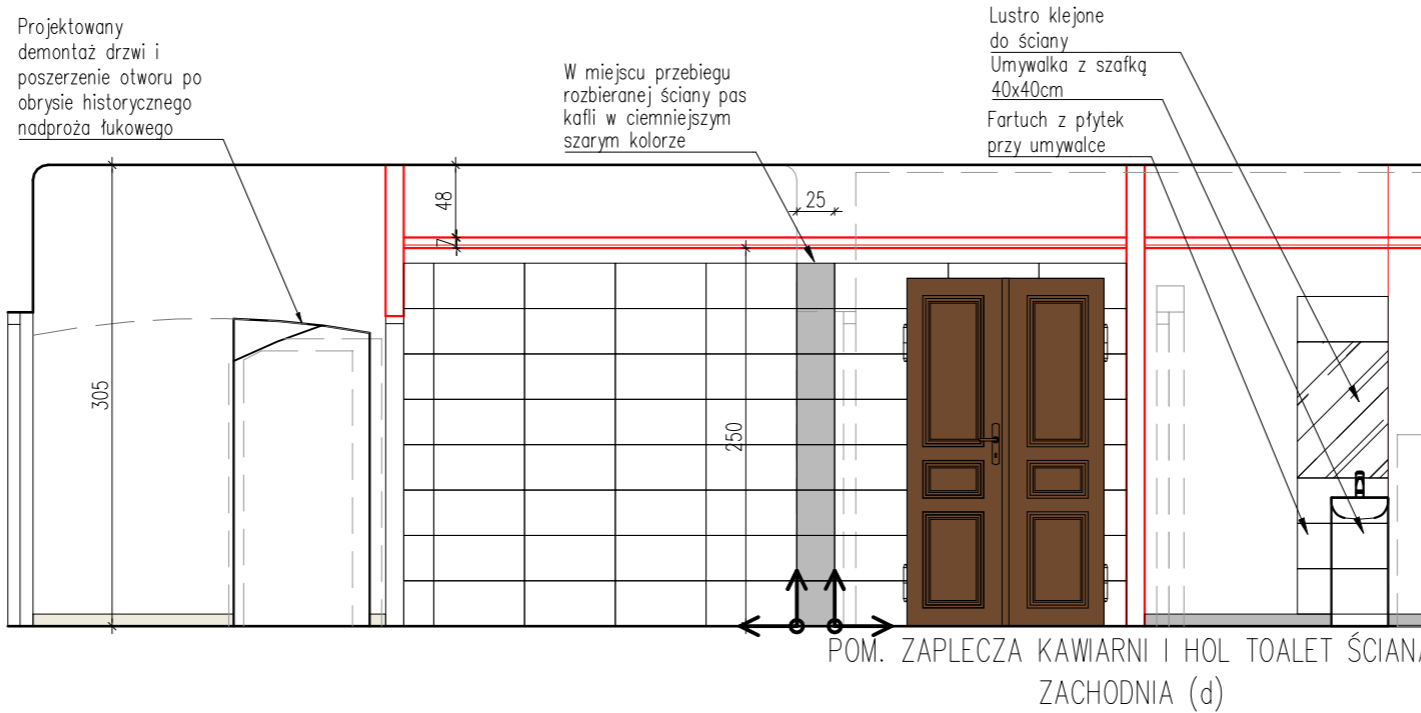 Projektowany
demontaż drzwi i
poszerzenie otworu po
obrysie historycznego
nadproża łukowego
W miejscu przebiegu
rozbieranej ściany pas
kafli w ciemniejszym
szarym kolorze
Lustro klejone
do ściany
Umywalka z szafką
40x40cm
Fartuch z płytek
przy umywalce
48
25
7
305
250
POM. ZAPLECZA KAWIARNI I HOL TOALET ŚCIANA
ZACHODNIA (d)